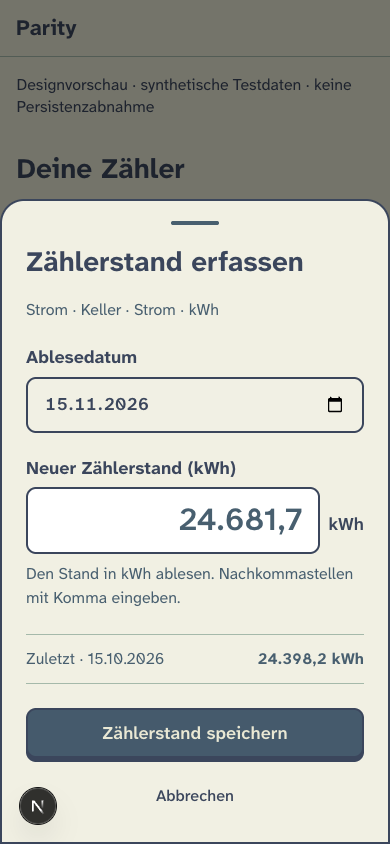 Parity
Designvorschau · synthetische Testdaten · keine
Persistenzabnahme
Deine Zähler
Zählerstand erfassen
Strom · Keller · Strom · kWh
Ablesedatum
15.11.2026
Neuer Zählerstand (kWh)
24.681,7 kWh
Den Stand in kWh ablesen. Nachkommastellen
mit Komma eingeben.
Zuletzt · 15.10.2026 24.398,2 kWh
Zählerstand speichern
Abbrechen
N